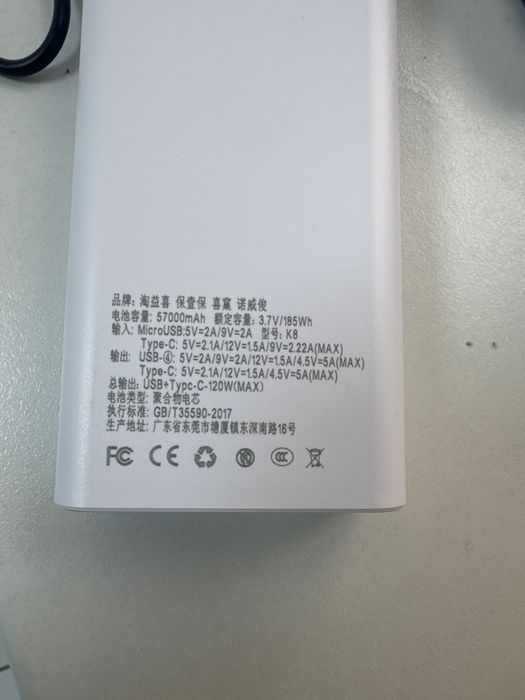 品牌: 淘益喜 保壹保 喜赢 诺威俊
电池容量: 57000mAh 额定容量: 3.7V/185Wh
输入: MicroUSB:5V=2A/9V=2A 型号: K8
Type-C: 5V=2.1A/12V=1.5A/9V=2.22A(MAX)
输出: USB-④: 5V=2A/9V=2A/12V=1.5A/4.5V=5A(MAX)
Type-C: 5V=2.1A/12V=1.5A/4.5V=5A(MAX)
总输出: USB+Typc-C-120W(MAX)
电池类型: 聚合物电芯
执行标准: GB/T35590-2017
生产地址: 广东省东莞市塘厦镇东深南路16号
FC CE CCC